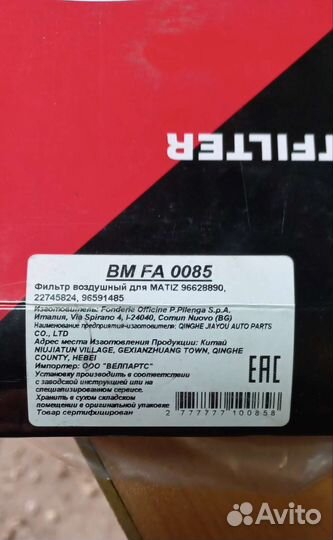 TFILTER
BM FA 0085
Фильтр воздушный для MATIZ 96628890,
22745824, 96591485
Изготовитель: Fonderie Officine P.Pilenga S.p.A.
Италия, Via Spirano 4, I-24040, Comun Nuovo (BG)
Наименование предприятия-изготовителя: QINGHE JIAYOU AUTO PARTS
CO., LTD
Адрес места Изготовления Продукции: Китай
NIUJIATUN VILLAGE, GEXIANZHUANG TOWN, QINGHE
COUNTY, HEBEI
Импортер: ООО "ВЕЛПАРТС"
Установку производить в соответствии
с заводской инструкцией или на
специализированном сервисе.
Хранить в сухом складском
помещении в оригинальной упаковке
Товар сертифицирован
EAC
2 777777 100858
Avito